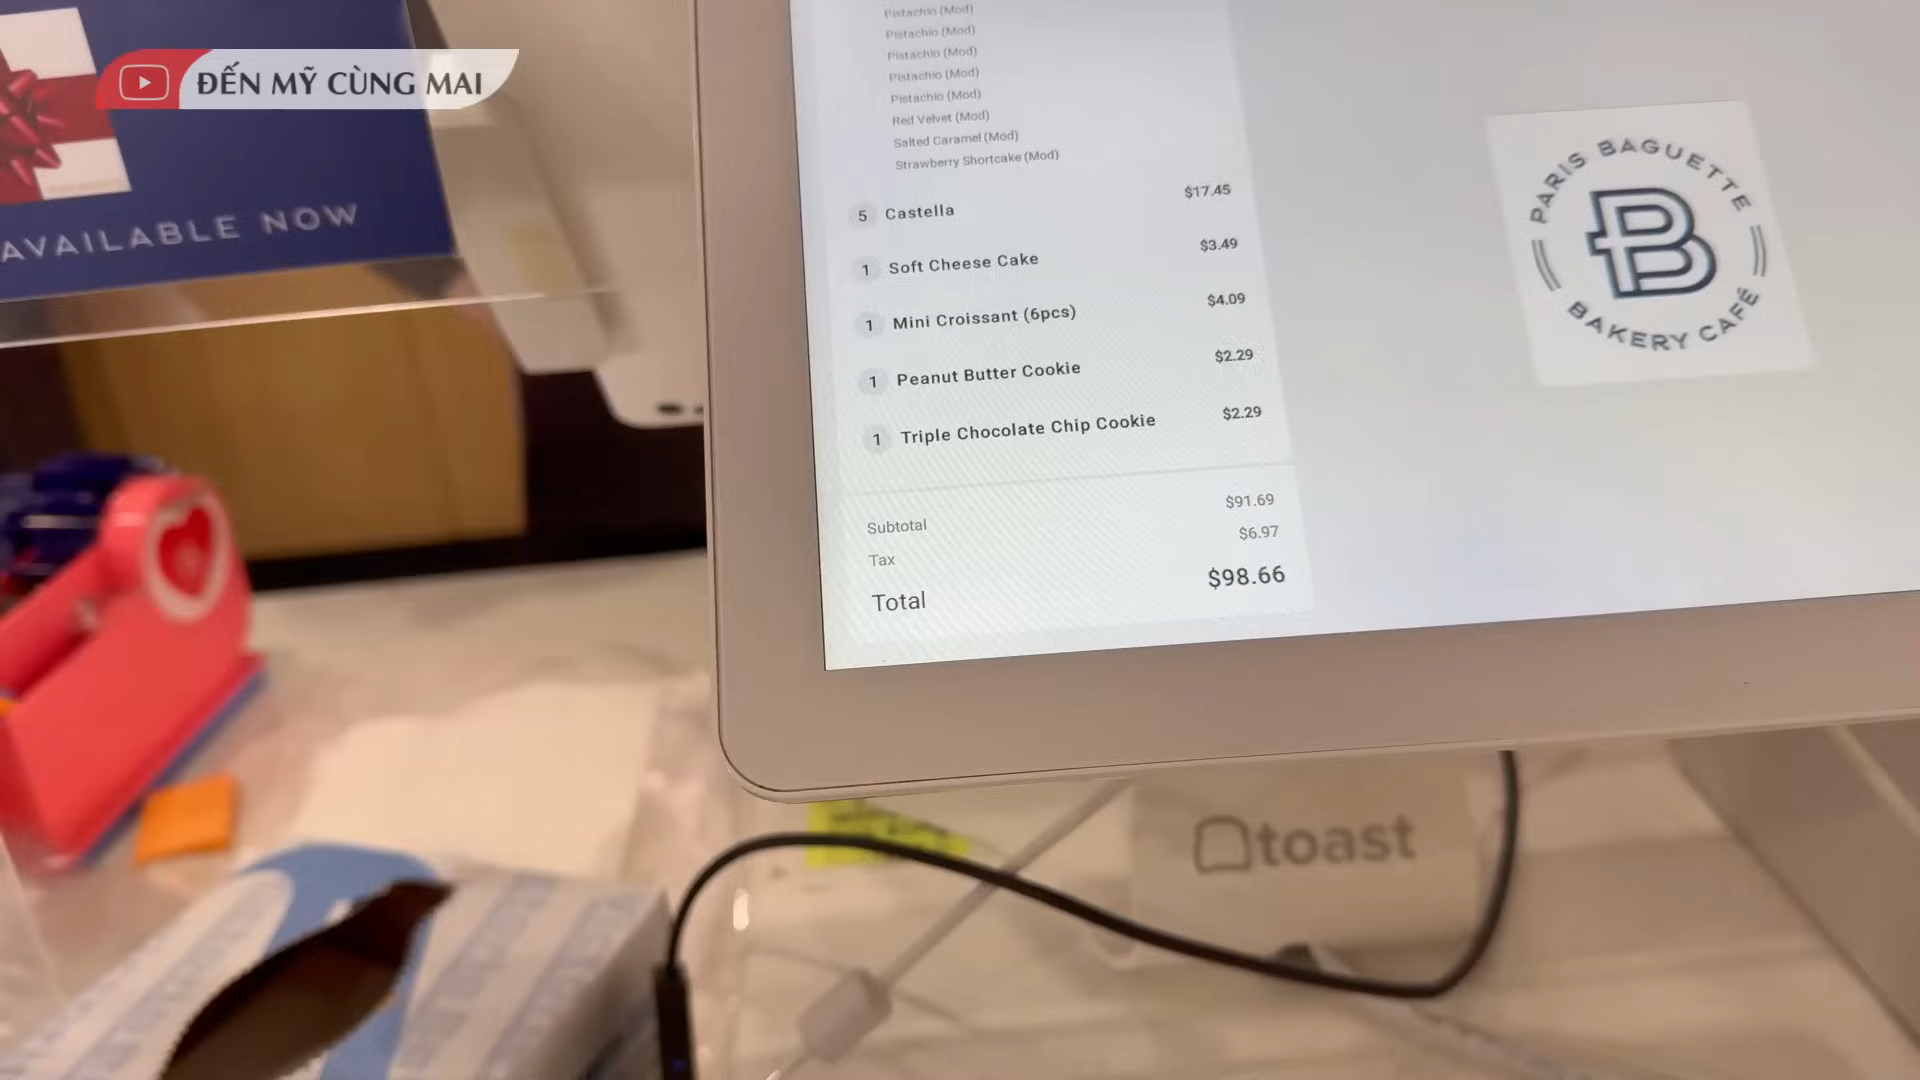 ĐẾN MỸ CÙNG MAI
AVAILABLE NOW
Pistachio (Mod)
Pistachio (Mod)
Pistachio (Mod)
Pistachio (Mod)
Pistachio (Mod)
Red Velvet (Mod)
Salted Caramel (Mod)
Strawberry Shortcake (Mod)
5 Castella $17.45
1 Soft Cheese Cake $3.49
1 Mini Croissant (6pcs) $4.09
1 Peanut Butter Cookie $2.29
1 Triple Chocolate Chip Cookie $2.29
Subtotal $91.69
Tax $6.97
Total $98.66
PARIS BAGUETTE
B
BAKERY CAFÉ
toast